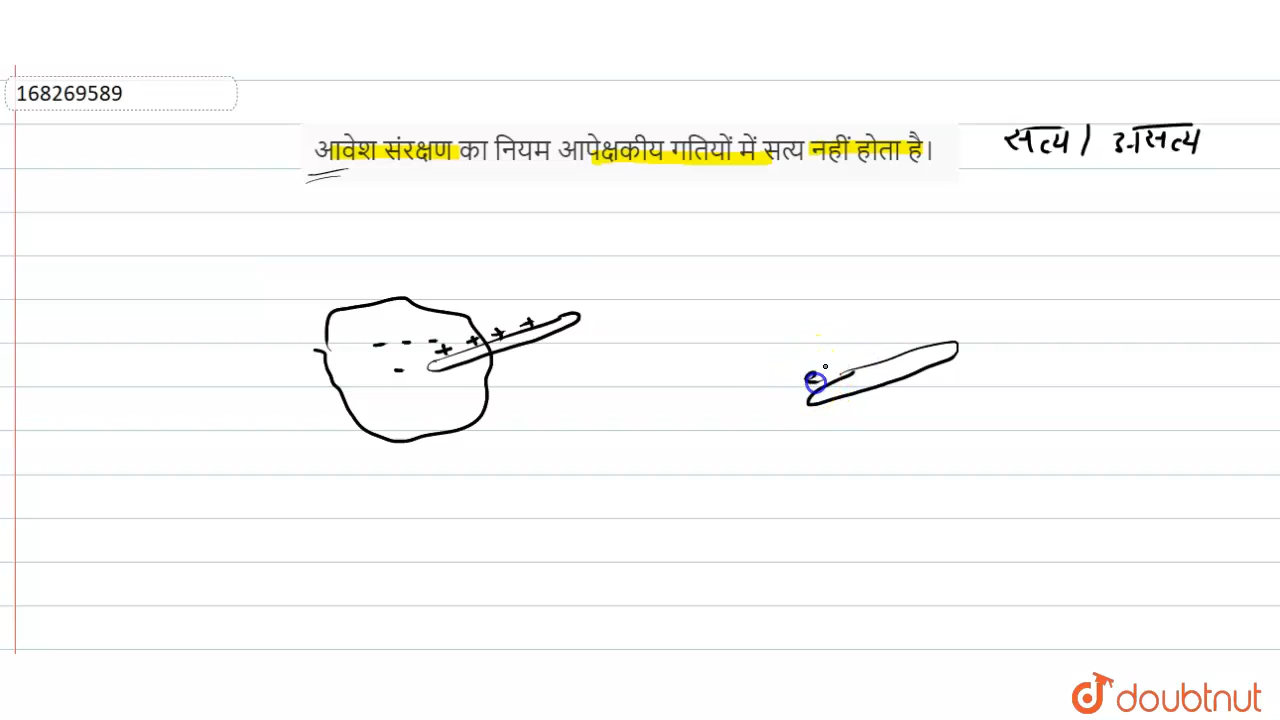 168269589
आवेश संरक्षण का नियम आपेक्षकीय गतियों में सत्य नहीं होता है। सत्य / असत्य
- - -
+ + + +
-
doubtnut